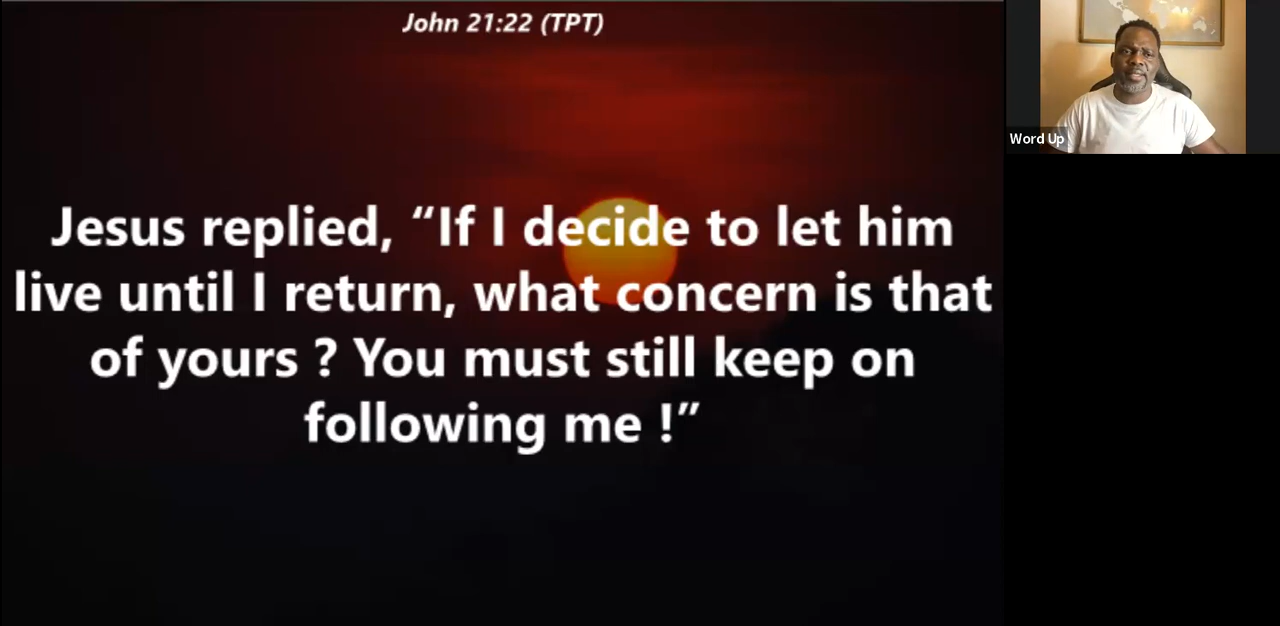 John 21:22 (TPT)
Jesus replied, “If I decide to let him
live until I return, what concern is that
of yours ? You must still keep on
following me !”
Word Up